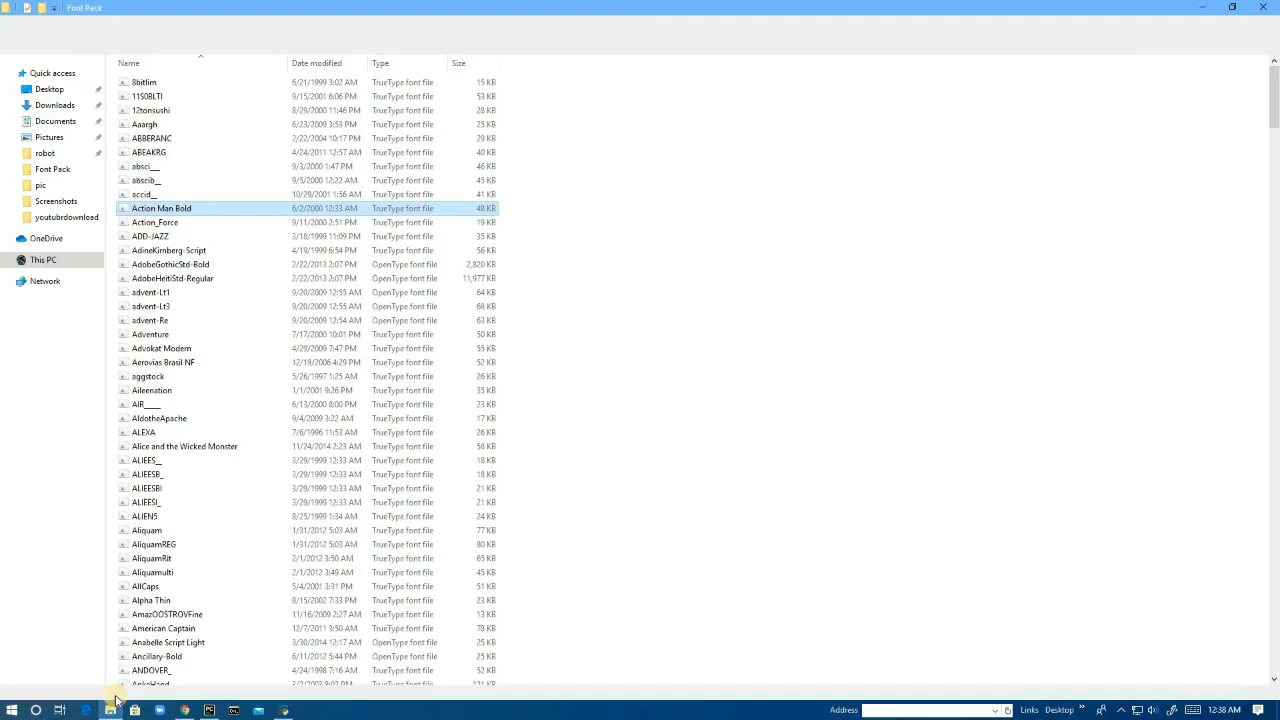 Font Pack
Name Date modified Type Size
Quick access
Desktop
Downloads
Documents
Pictures
robot
Font Pack
pic
Screenshots
youtubrdownload
OneDrive
This PC
Network
8bitlim 6/21/1999 3:02 AM TrueType font file 15 KB
11S0BLTI 9/15/2001 6:06 PM TrueType font file 53 KB
12tonsushi 8/29/2000 11:46 PM TrueType font file 28 KB
Aaargh 6/23/2009 3:53 PM TrueType font file 25 KB
ABBERANC 2/22/2004 10:17 PM TrueType font file 29 KB
ABEAKRG 4/24/2011 12:57 AM TrueType font file 40 KB
absci__ 9/3/2000 1:47 PM TrueType font file 46 KB
abscib__ 9/5/2000 12:22 AM TrueType font file 45 KB
accid__ 10/29/2001 1:56 AM TrueType font file 41 KB
Action Man Bold 6/2/2000 12:33 AM TrueType font file 48 KB
Action_Force 9/11/2000 2:51 PM TrueType font file 19 KB
ADD-JAZZ 3/18/1999 11:09 PM TrueType font file 35 KB
AdineKirnberg-Script 4/19/1999 6:54 PM TrueType font file 56 KB
AdobeGothicStd-Bold 2/22/2013 2:07 PM OpenType font file 2,820 KB
AdobeHeitiStd-Regular 2/22/2013 2:07 PM OpenType font file 11,977 KB
advent-Lt1 9/20/2009 12:55 AM OpenType font file 64 KB
advent-Lt3 9/20/2009 12:55 AM OpenType font file 68 KB
advent-Re 9/20/2009 12:54 AM OpenType font file 63 KB
Adventure 7/17/2000 10:01 PM TrueType font file 50 KB
Advokat Modern 4/29/2009 7:47 PM TrueType font file 55 KB
Aerovias Brasil NF 12/19/2006 4:29 PM TrueType font file 52 KB
aggstock 5/26/1997 1:25 AM TrueType font file 26 KB
Aileenation 1/1/2001 9:26 PM TrueType font file 35 KB
AIR____ 6/13/2000 8:00 PM TrueType font file 23 KB
AldotheApache 9/4/2009 3:22 AM TrueType font file 17 KB
ALEXA 7/6/1996 11:53 AM TrueType font file 26 KB
Alice and the Wicked Monster 11/24/2014 2:23 AM TrueType font file 58 KB
ALIEES__ 3/29/1999 12:33 AM TrueType font file 18 KB
ALIEESB_ 3/29/1999 12:33 AM TrueType font file 18 KB
ALIEESBI 3/29/1999 12:33 AM TrueType font file 21 KB
ALIEESI_ 3/29/1999 12:33 AM TrueType font file 21 KB
ALIEN5 8/25/1999 1:34 AM TrueType font file 24 KB
Aliquam 1/31/2012 5:03 AM TrueType font file 77 KB
AliquamREG 1/31/2012 5:03 AM TrueType font file 80 KB
AliquamRit 2/1/2012 3:50 AM TrueType font file 65 KB
Aliquamulti 2/1/2012 3:49 AM TrueType font file 45 KB
AllCaps 5/4/2001 3:31 PM TrueType font file 51 KB
Alpha Thin 8/15/2002 7:33 PM TrueType font file 23 KB
AmazOOSTROVFine 11/16/2009 2:27 AM TrueType font file 13 KB
American Captain 12/7/2011 3:50 AM TrueType font file 78 KB
Anabelle Script Light 3/30/2014 12:17 AM OpenType font file 25 KB
Ancillary-Bold 6/11/2012 5:44 PM OpenType font file 25 KB
ANDOVER_ 4/24/1998 7:16 AM TrueType font file 52 KB
AnkeHand 3/2/2003 8:07 PM TrueType font file 121 KB
Address Links Desktop 12:38 AM